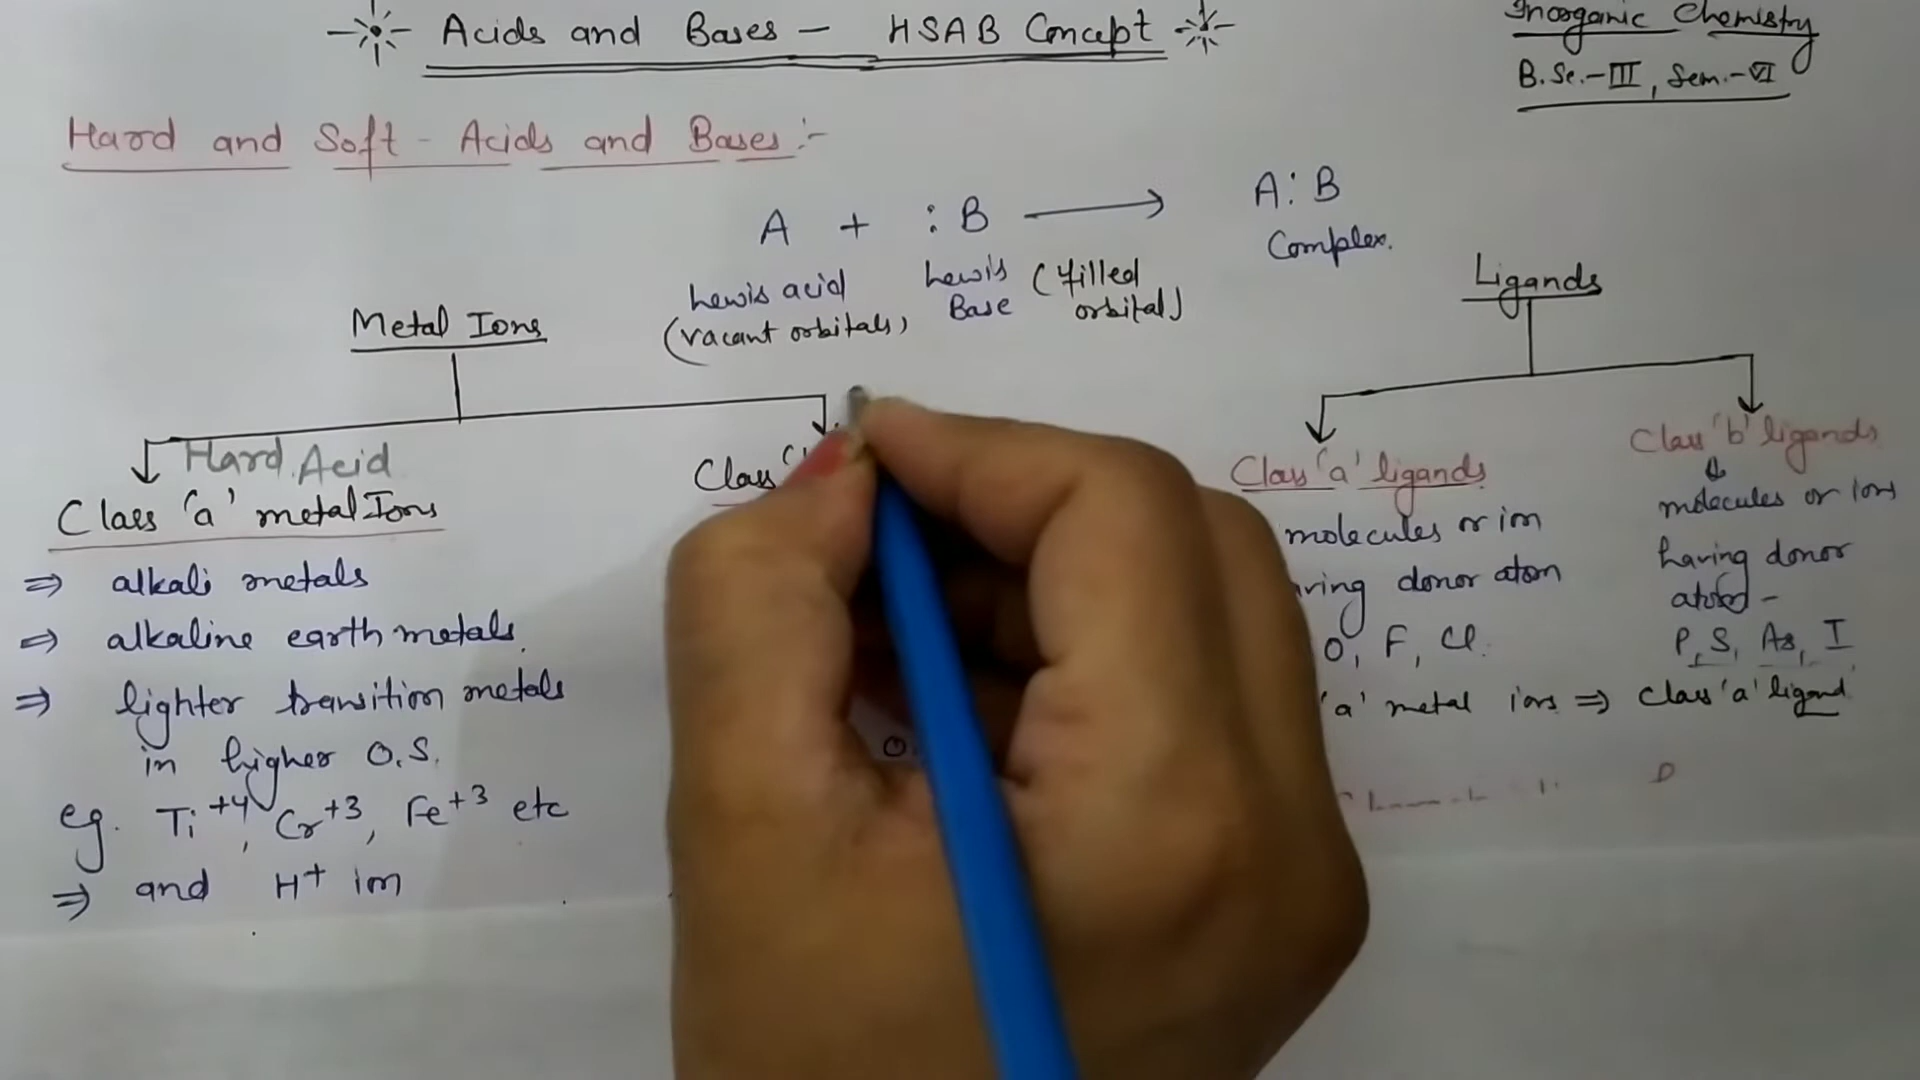 Acids and Bases - HSAB Concept
Inorganic Chemistry
B.Sc.-III, Sem.-VI
Hard and Soft - Acids and Bases:-
A + :B ⟶ A:B
Lewis acid
(vacant orbitals)
Lewis
Base
(filled
orbital)
Complex.
Metal Ions
Hard Acid
Class 'a' metal Ions
⇒ alkali metals
⇒ alkaline earth metals.
⇒ lighter transition metals
in higher O.S.
eg. Ti+4, Cr+3, Fe+3 etc
⇒ and H+ ion
Class
Ligands
Class 'a' ligands
molecules or ion
donor atom
O, F, Cl.
Class 'b' ligands
molecules or ions
having donor
P, S, As, I
'a' metal ions ⇒ Class 'a' ligand